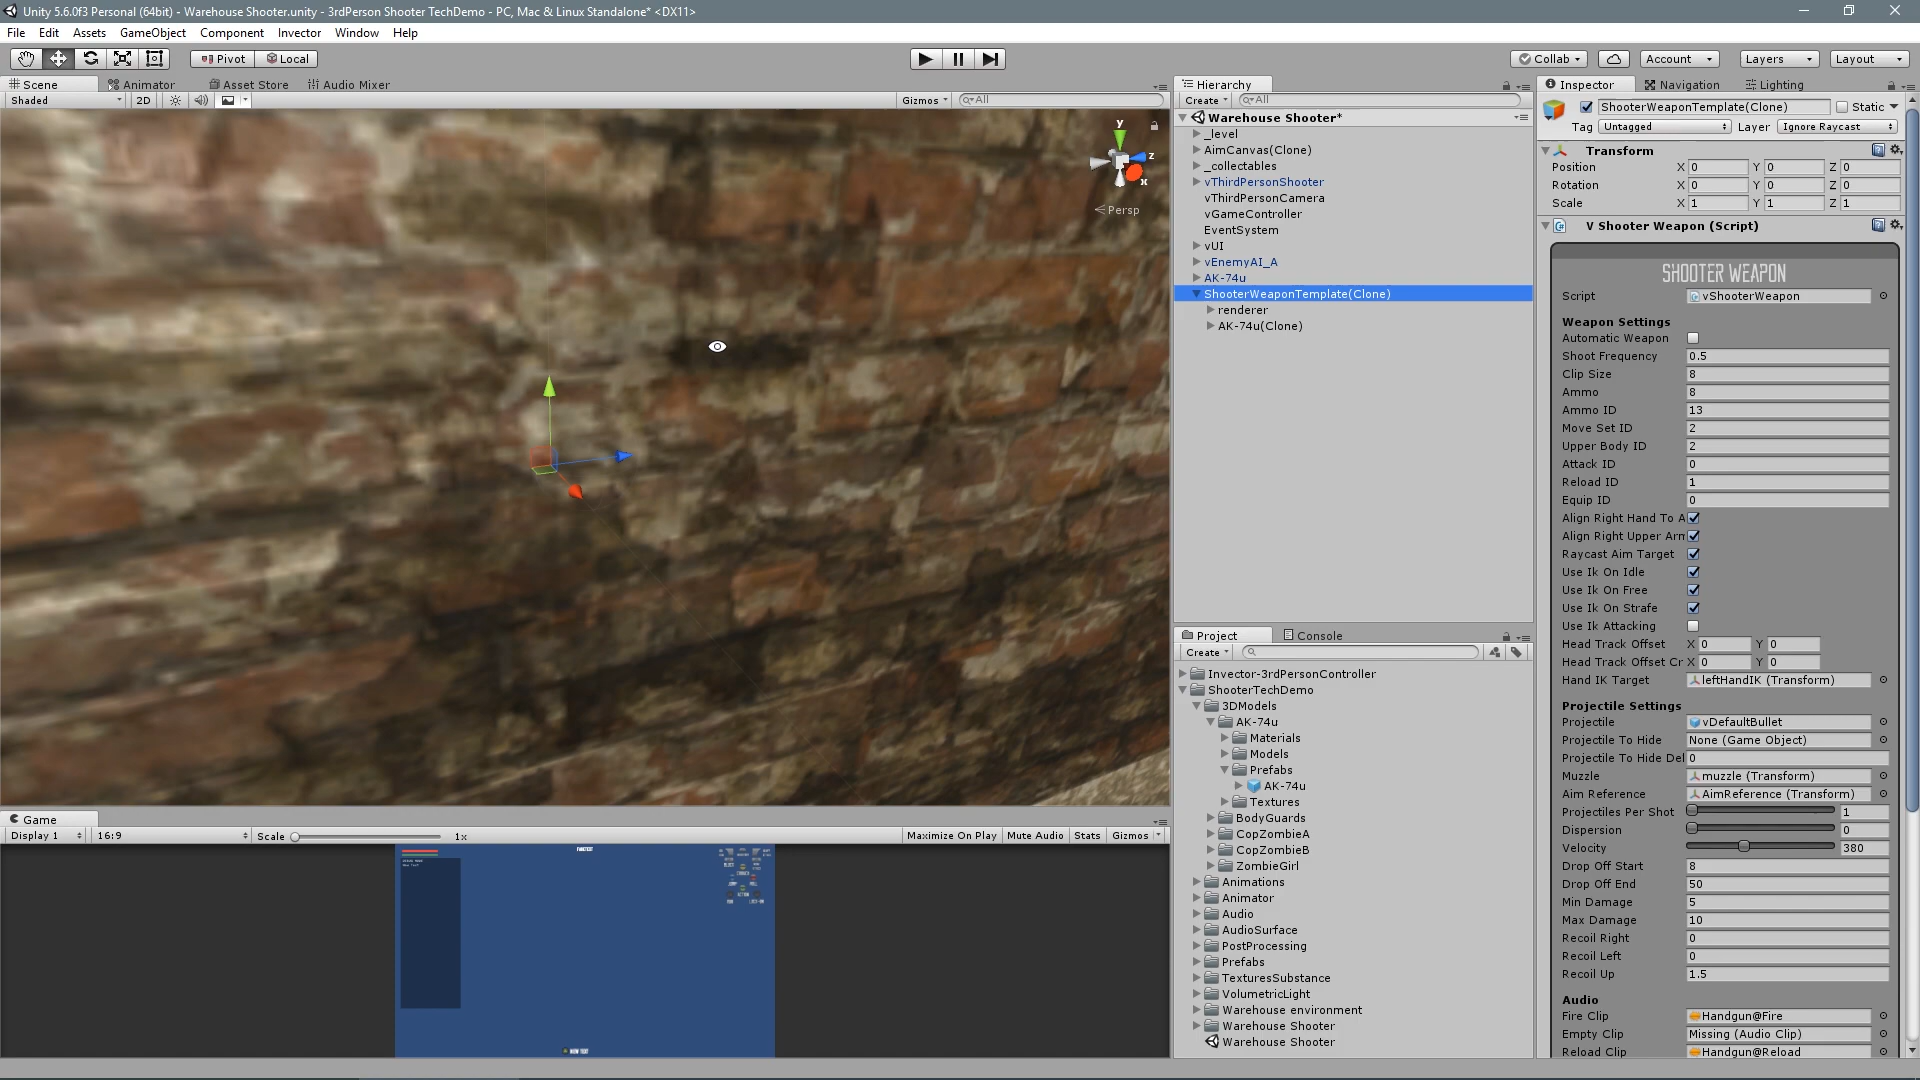 Unity 5.6.0f3 Personal (64bit) - Warehouse Shooter.unity - 3rdPerson Shooter TechDemo - PC, Mac & Linux Standalone* <DX11>
File Edit Assets GameObject Component Invector Window Help
Pivot Local Collab Account Layers Layout
Scene Animator Asset Store Audio Mixer
Shaded 2D Gizmos All
y
z
x
Persp
Hierarchy
Create All
Warehouse Shooter*
_level
AimCanvas(Clone)
_collectables
vThirdPersonShooter
vThirdPersonCamera
vGameController
EventSystem
vUI
vEnemyAI_A
AK-74u
ShooterWeaponTemplate(Clone)
renderer
AK-74u(Clone)
Project Console
Create
Invector-3rdPersonController
ShooterTechDemo
3DModels
AK-74u
Materials
Models
Prefabs
AK-74u
Textures
BodyGuards
CopZombieA
CopZombieB
ZombieGirl
Animations
Animator
Audio
AudioSurface
PostProcessing
Prefabs
TexturesSubstance
VolumetricLight
Warehouse environment
Warehouse Shooter
Warehouse Shooter
Inspector Navigation Lighting
ShooterWeaponTemplate(Clone) Static
Tag Untagged Layer Ignore Raycast
Transform
Position X 0 Y 0 Z 0
Rotation X 0 Y 0 Z 0
Scale X 1 Y 1 Z 1
V Shooter Weapon (Script)
SHOOTER WEAPON
Script vShooterWeapon
Weapon Settings
Automatic Weapon
Shoot Frequency 0.5
Clip Size 8
Ammo 8
Ammo ID 13
Move Set ID 2
Upper Body ID 2
Attack ID 0
Reload ID 1
Equip ID 0
Align Right Hand To A
Align Right Upper Arm
Raycast Aim Target
Use Ik On Idle
Use Ik On Free
Use Ik On Strafe
Use Ik Attacking
Head Track Offset X 0 Y 0
Head Track Offset Cr X 0 Y 0
Hand IK Target leftHandIK (Transform)
Projectile Settings
Projectile vDefaultBullet
Projectile To Hide None (Game Object)
Projectile To Hide Del 0
Muzzle muzzle (Transform)
Aim Reference AimReference (Transform)
Projectiles Per Shot 1
Dispersion 0
Velocity 380
Drop Off Start 8
Drop Off End 50
Min Damage 5
Max Damage 10
Recoil Right 0
Recoil Left 0
Recoil Up 1.5
Audio
Fire Clip Handgun@Fire
Empty Clip Missing (Audio Clip)
Reload Clip Handgun@Reload
Game
Display 1 16:9 Scale 1x Maximize On Play Mute Audio Stats Gizmos